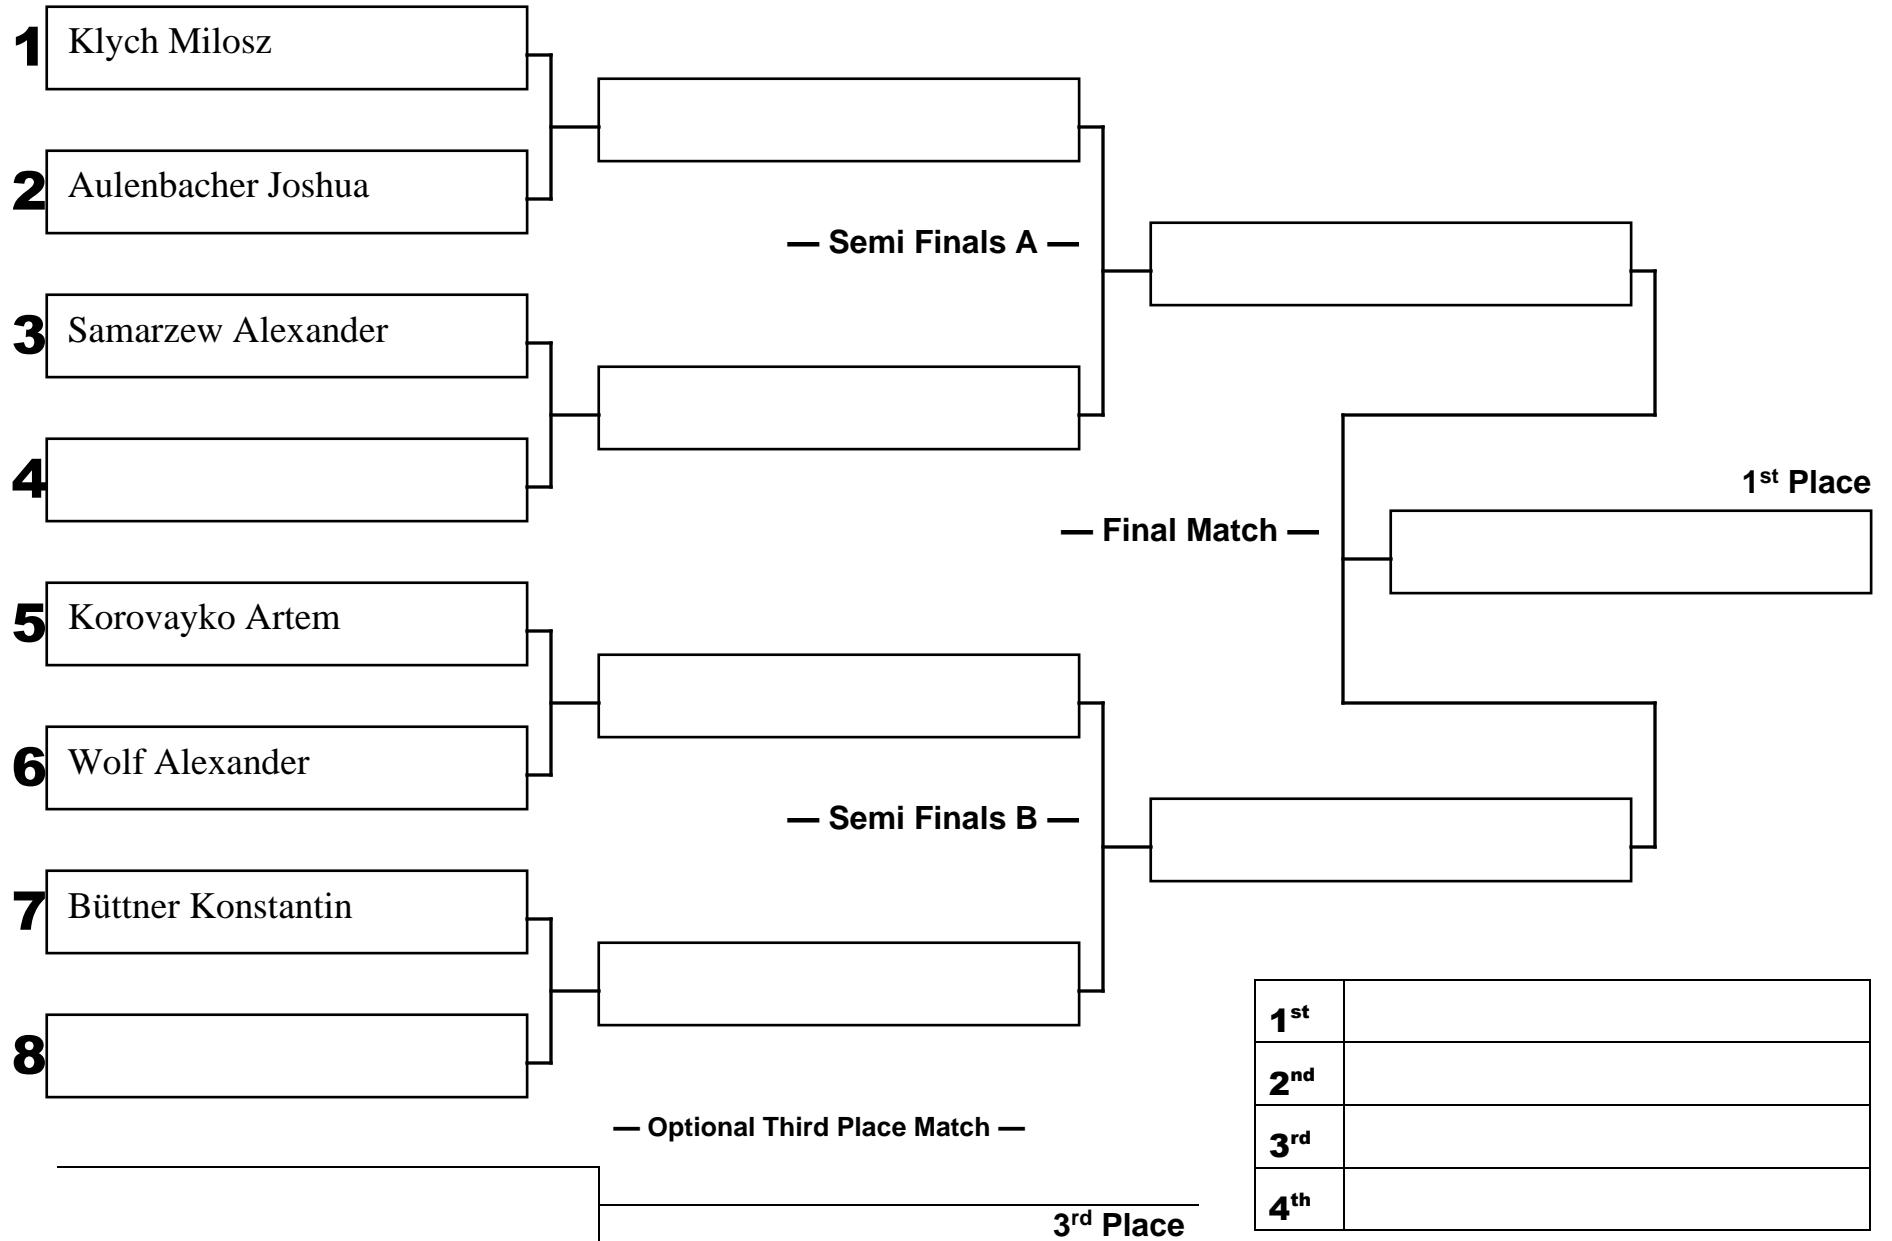 1 Klych Milosz
2 Aulenbacher Joshua
— Semi Finals A —
3 Samarzew Alexander
4
1st Place
— Final Match —
5 Korovayko Artem
6 Wolf Alexander
— Semi Finals B —
7 Büttner Konstantin
8
— Optional Third Place Match —
3rd Place
1st
2nd
3rd
4th